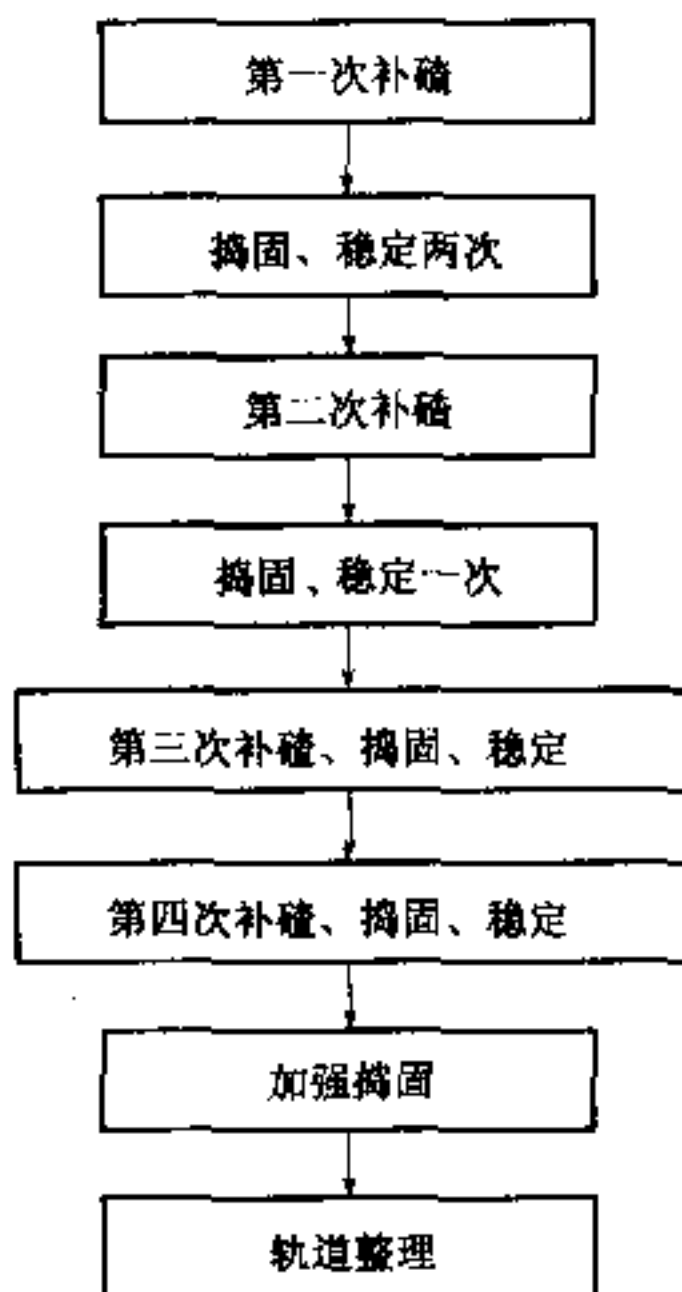 第一次补碴
捣固、稳定两次
第二次补碴
捣固、稳定一次
第三次补碴、捣固、稳定
第四次补碴、捣固、稳定
加强捣固
轨道整理